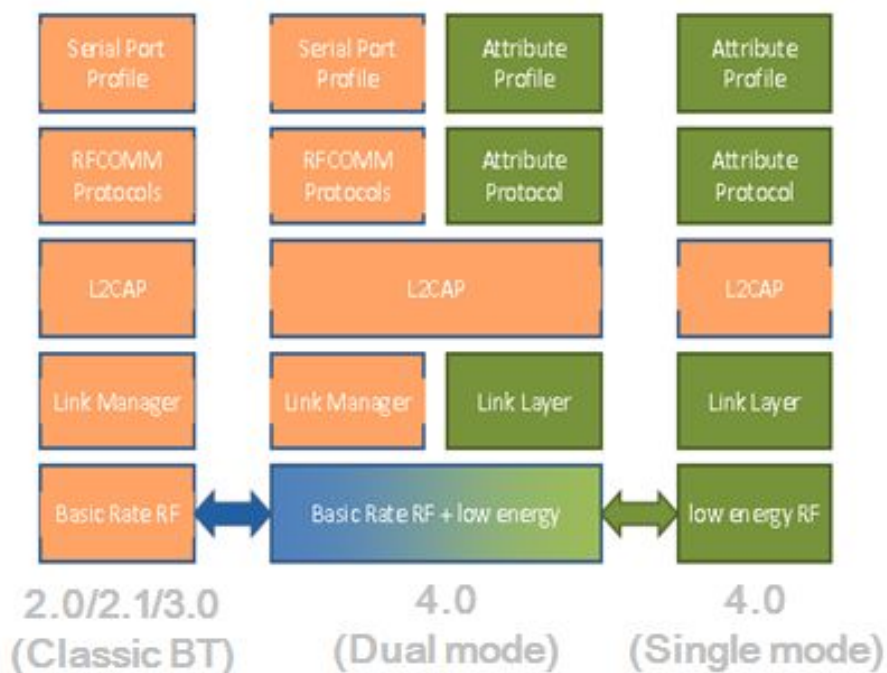 Serial Port
Profile
Serial Port
Profile
Attribute
Profile
Attribute
Profile
RFCOMM
Protocols
RFCOMM
Protocols
Attribute
Protocol
Attribute
Protocol
L2CAP
L2CAP
L2CAP
Link Manager
Link Manager
Link Layer
Link Layer
Basic Rate RF
Basic Rate RF + low energy
low energy RF
2.0/2.1/3.0
(Classic BT)
4.0
(Dual mode)
4.0
(Single mode)